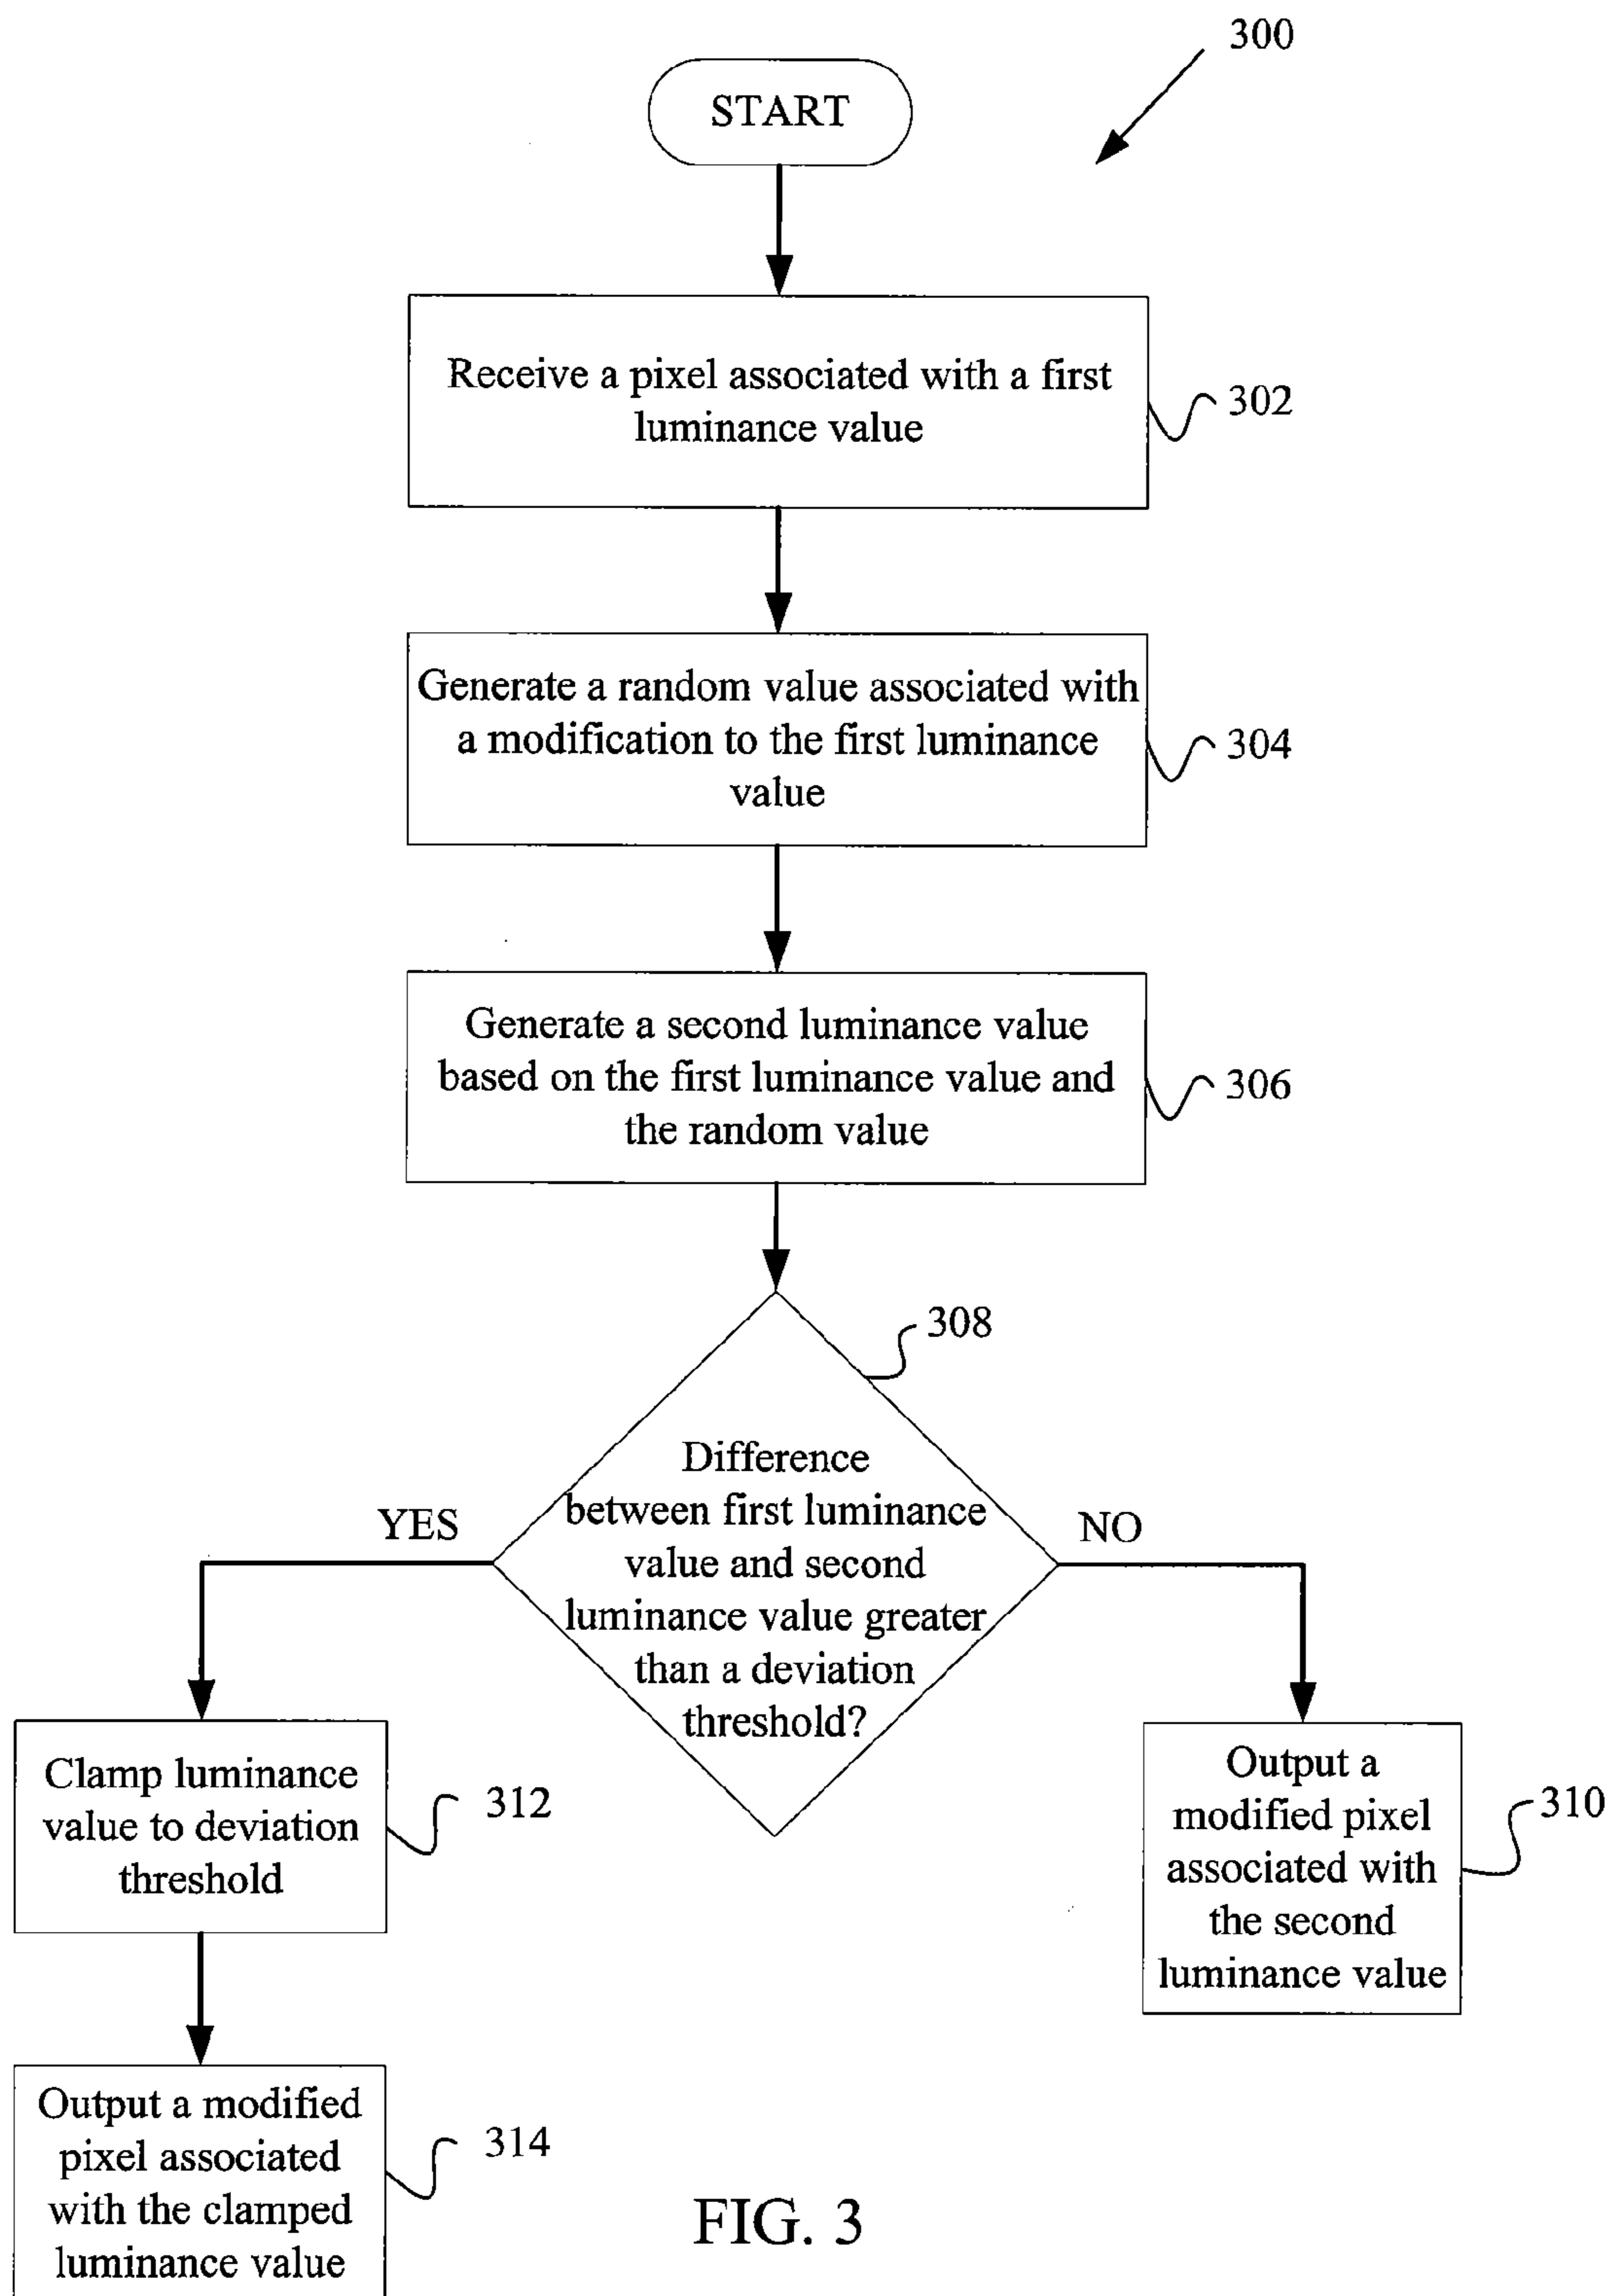 300
START
Receive a pixel associated with a first
luminance value
302
Generate a random value associated with
a modification to the first luminance
value
304
Generate a second luminance value
based on the first luminance value and
the random value
306
308
Difference
between first luminance
value and second
luminance value greater
than a deviation
threshold?
YES
NO
Clamp luminance
value to deviation
threshold
312
Output a
modified pixel
associated with
the second
luminance value
310
Output a modified
pixel associated
with the clamped
luminance value
314
FIG. 3